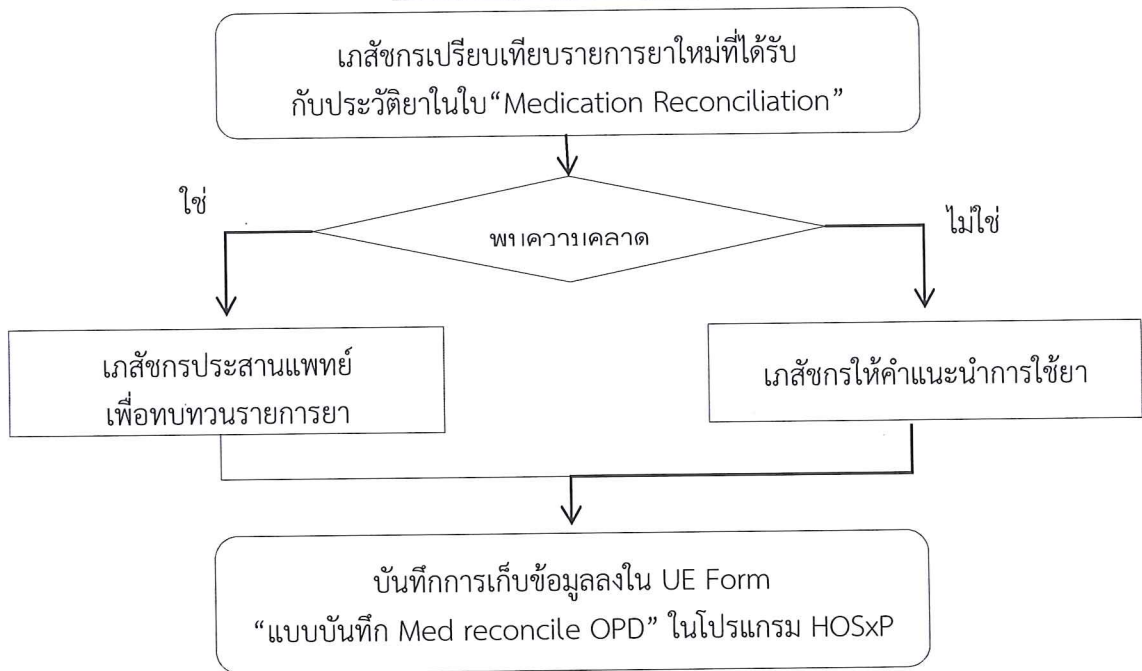 เภสัชกรเปรียบเทียบรายการยาใหม่ที่ได้รับ
กับประวัติยาในใบ“Medication Reconciliation”
ใช่
ไม่ใช่
พบความคลาด
เภสัชกรประสานแพทย์
เพื่อทบทวนรายการยา
เภสัชกรให้คำแนะนำการใช้ยา
บันทึกการเก็บข้อมูลลงใน UE Form
“แบบบันทึก Med reconcile OPD” ในโปรแกรม HOSxP